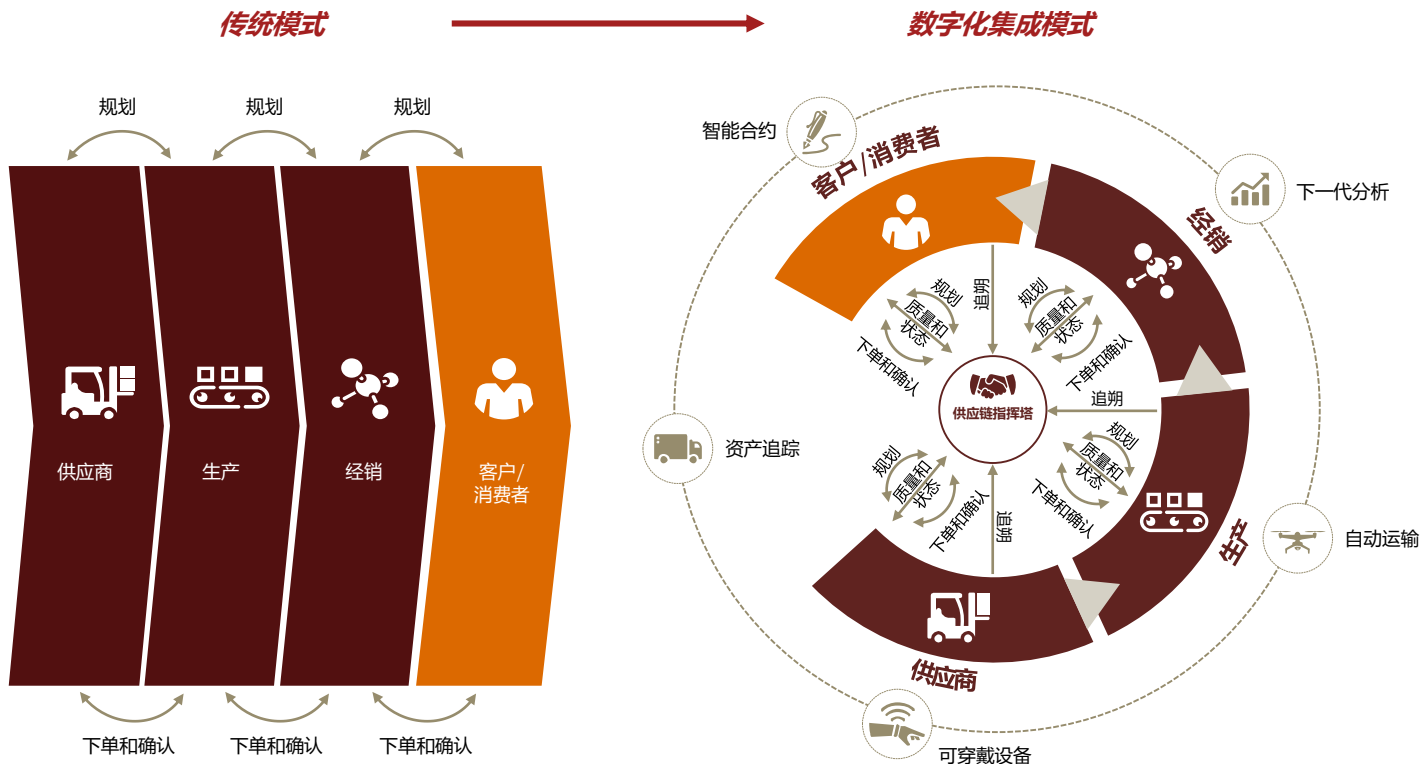 传统模式
数字化集成模式
规划
规划
规划
供应商
生产
经销
客户/
消费者
下单和确认
下单和确认
下单和确认
智能合约
客户/消费者
下一代分析
经销
追朔
规划
质量和
状态
下单和确认
规划
质量和
状态
下单和确认
供应链指挥塔
追朔
资产追踪
规划
质量和
状态
下单和确认
规划
质量和
状态
下单和确认
追朔
生产
自动运输
供应商
可穿戴设备